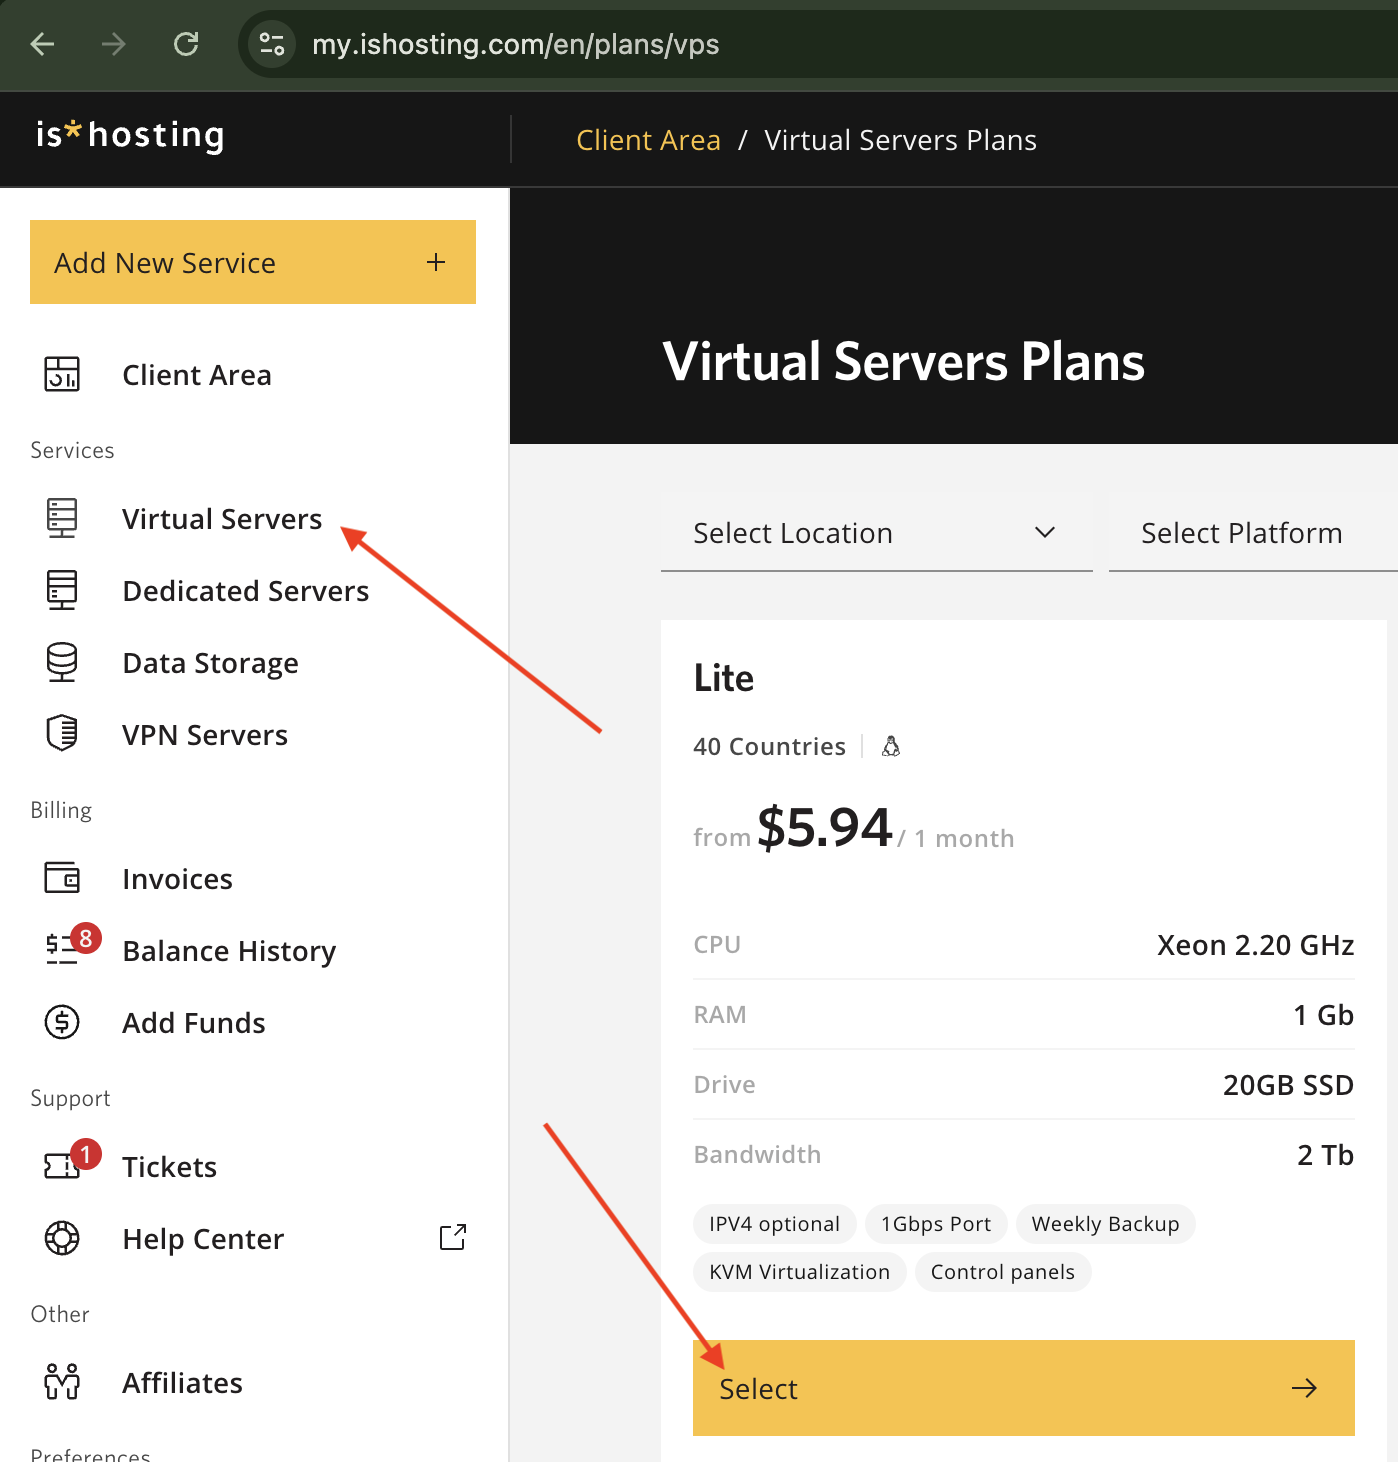 my.ishosting.com/en/plans/vps
is*hosting
Client Area / Virtual Servers Plans
Add New Service +
Client Area
Services
Virtual Servers
Dedicated Servers
Data Storage
VPN Servers
Billing
Invoices
8
Balance History
Add Funds
Support
1
Tickets
Help Center
Other
Affiliates
Preferences
Virtual Servers Plans
Select Location
Select Platform
Lite
40 Countries
from $5.94 / 1 month
CPU Xeon 2.20 GHz
RAM 1 Gb
Drive 20GB SSD
Bandwidth 2 Tb
IPV4 optional 1Gbps Port Weekly Backup
KVM Virtualization Control panels
Select